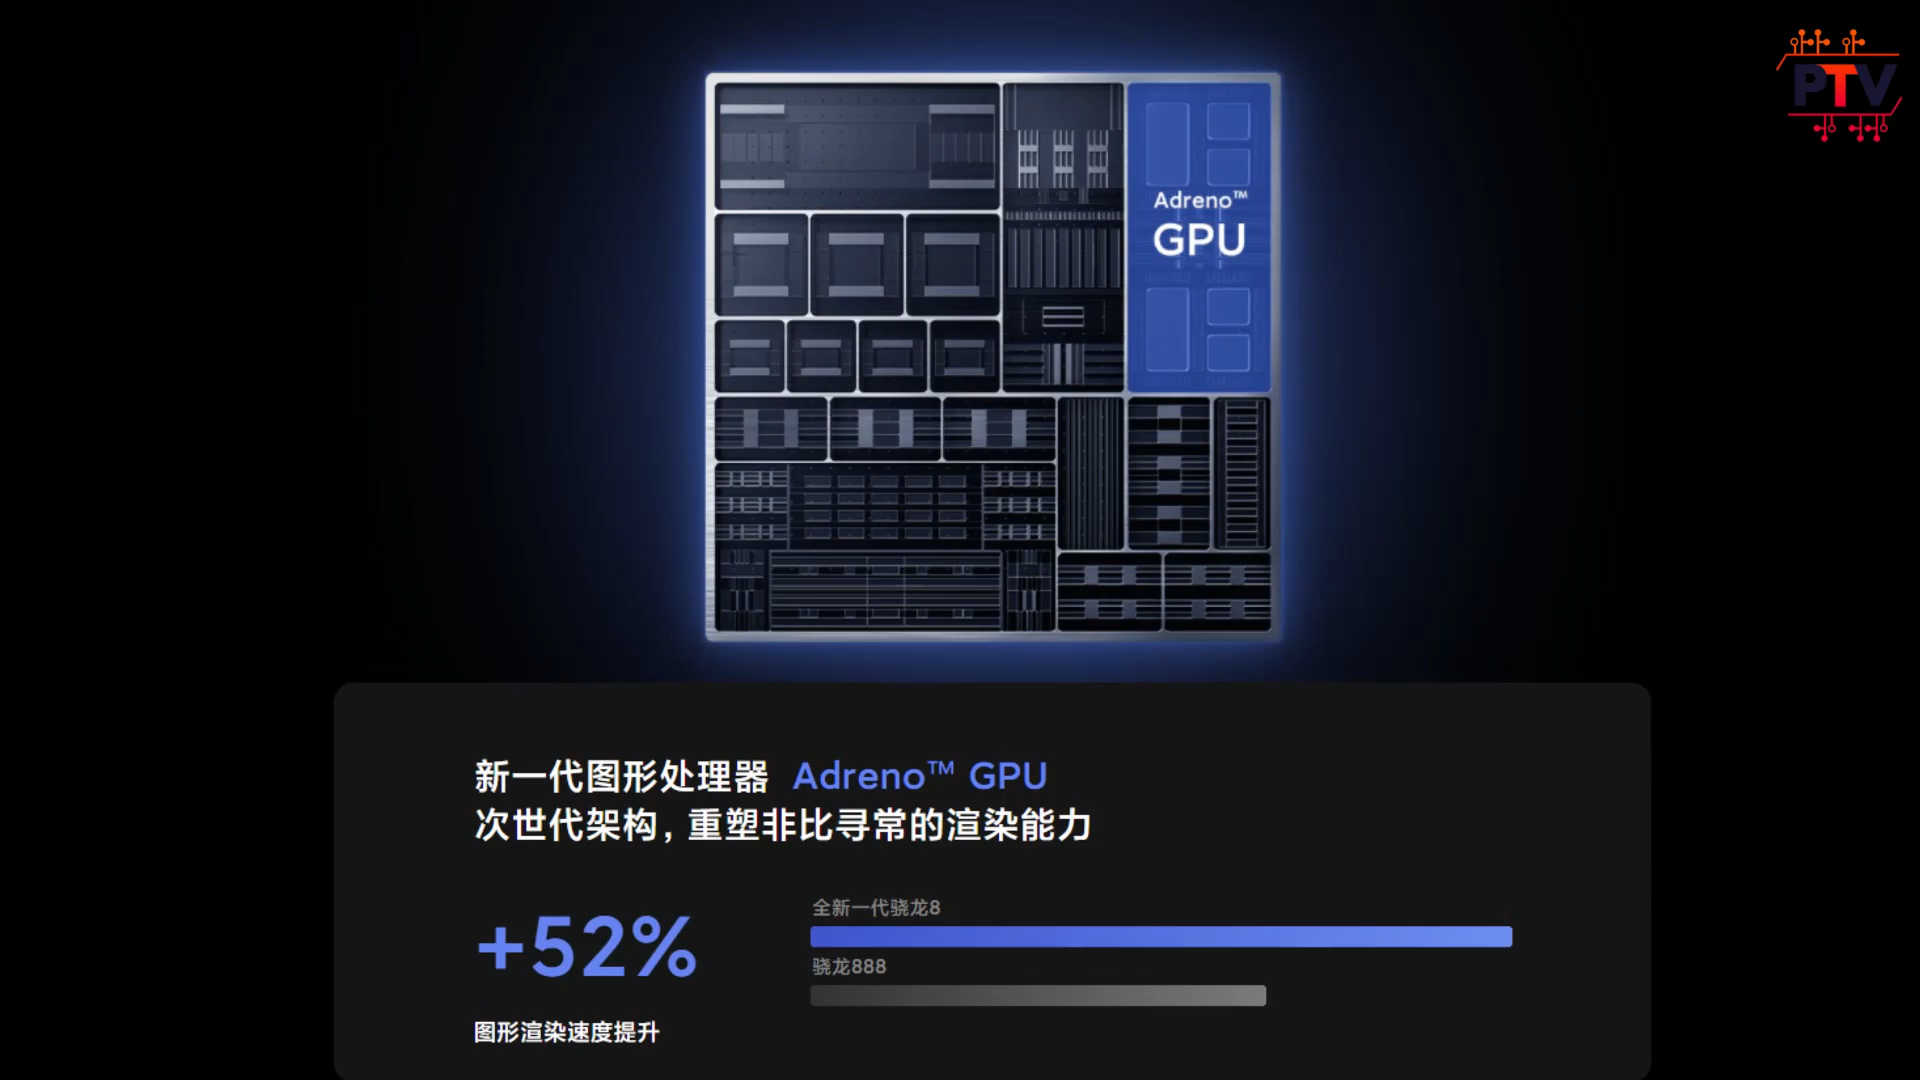 PTV
Adreno™
GPU
新一代图形处理器 Adreno™ GPU
次世代架构，重塑非比寻常的渲染能力
+52%
图形渲染速度提升
全新一代骁龙8
骁龙888